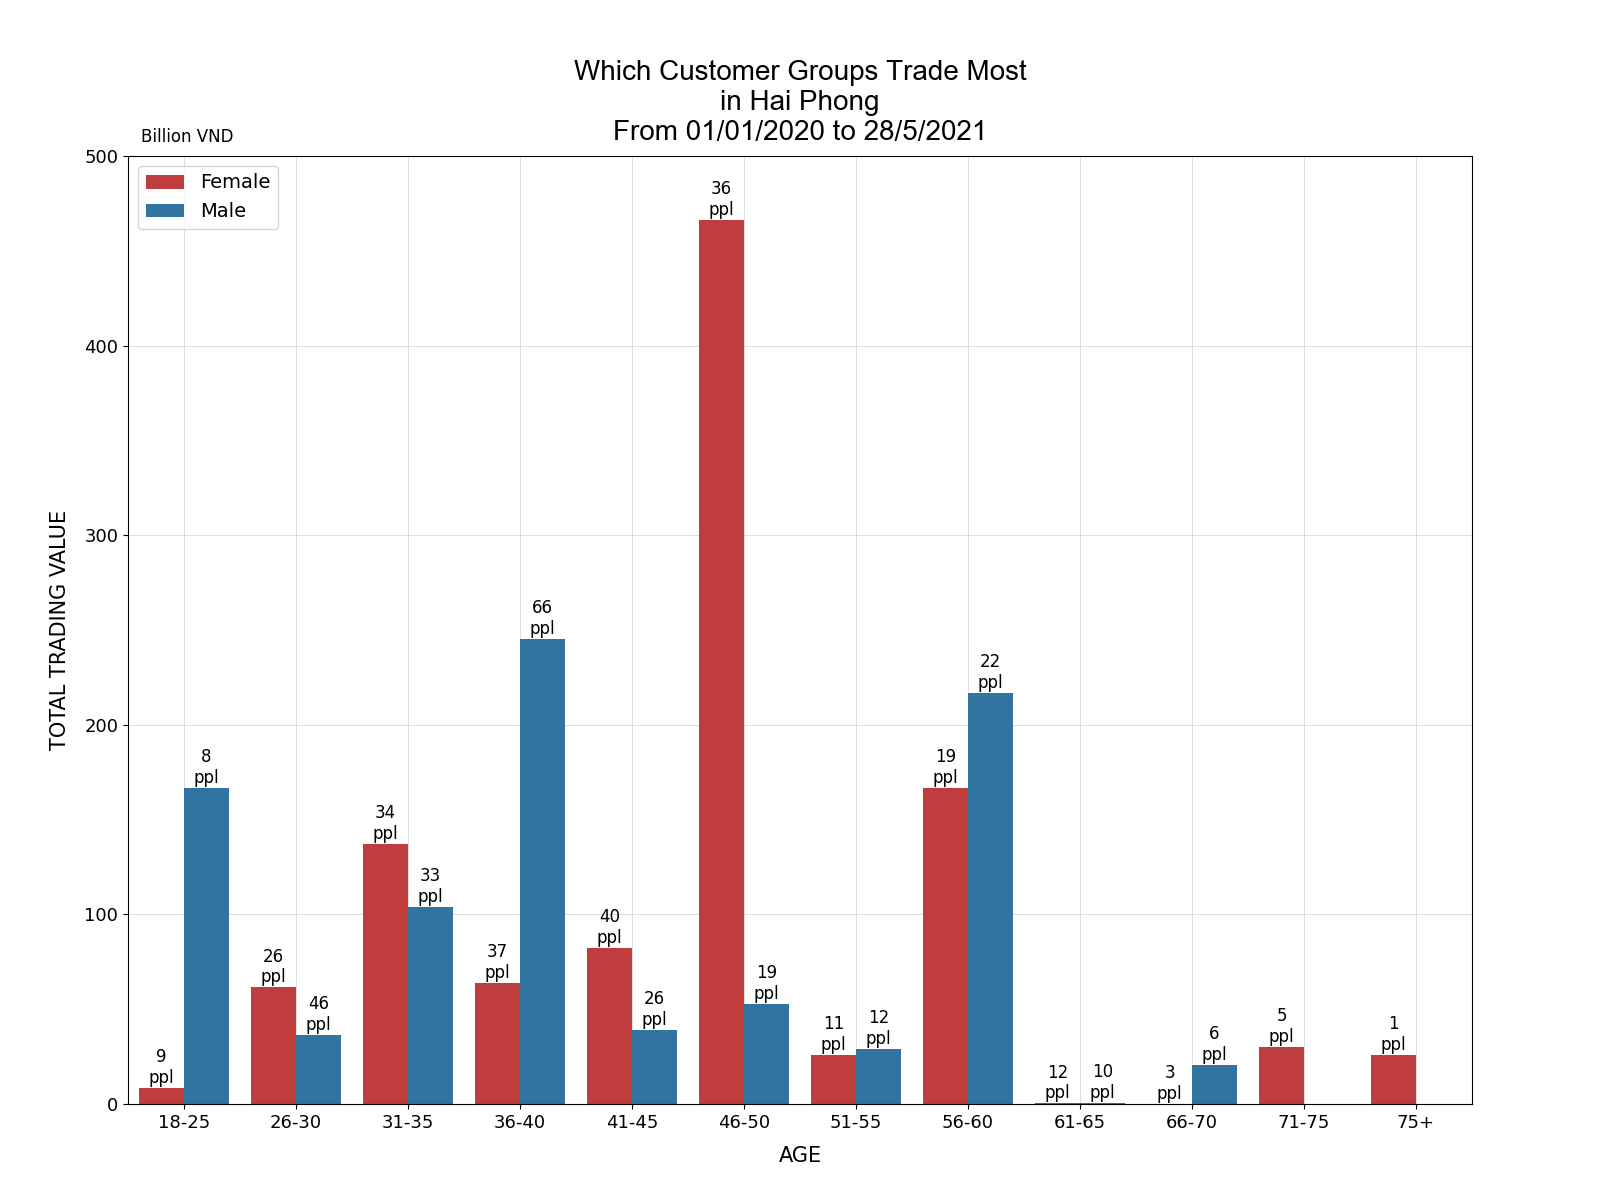 Which Customer Groups Trade Most
in Hai Phong
From 01/01/2020 to 28/5/2021
Billion VND
Female
Male
500
400
300
200
100
0
TOTAL TRADING VALUE
9
ppl
8
ppl
26
ppl
46
ppl
34
ppl
33
ppl
37
ppl
66
ppl
40
ppl
26
ppl
36
ppl
19
ppl
11
ppl
12
ppl
19
ppl
22
ppl
12
ppl
10
ppl
3
ppl
6
ppl
5
ppl
1
ppl
18-25 26-30 31-35 36-40 41-45 46-50 51-55 56-60 61-65 66-70 71-75 75+
AGE